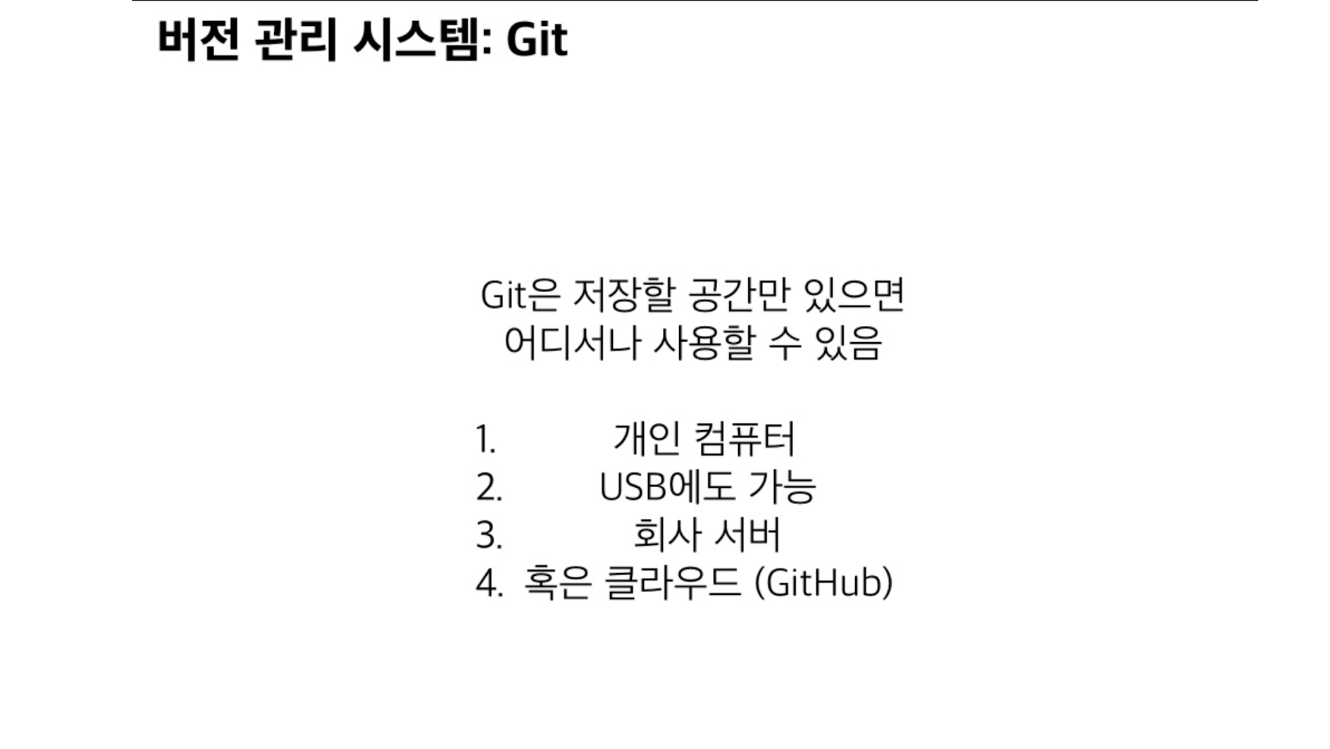 버전 관리 시스템: Git
Git은 저장할 공간만 있으면
어디서나 사용할 수 있음
1. 개인 컴퓨터
2. USB에도 가능
3. 회사 서버
4. 혹은 클라우드 (GitHub)